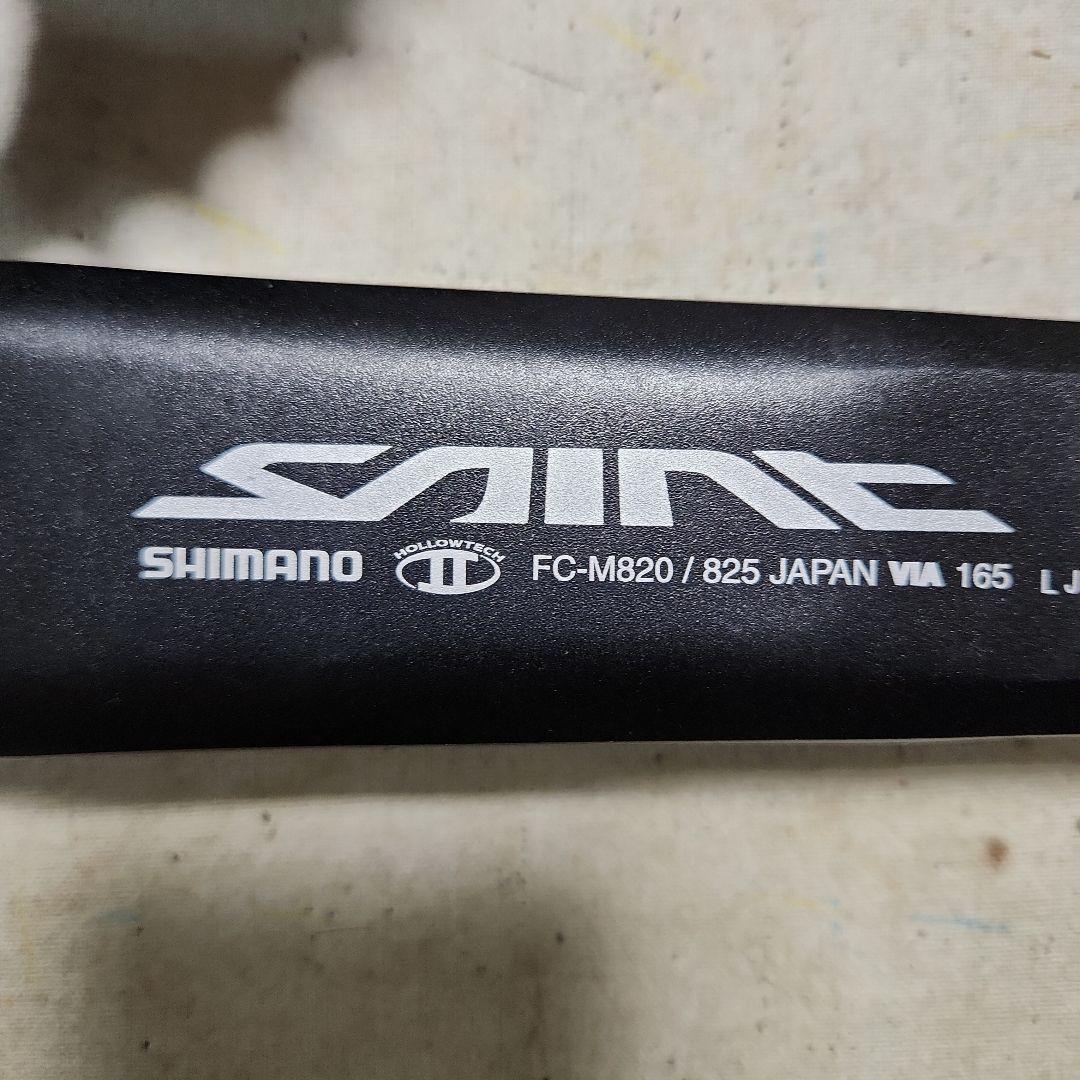 SAINT
SHIMANO HOLLOWTECH II FC-M820 / 825 JAPAN VIA 165 L J